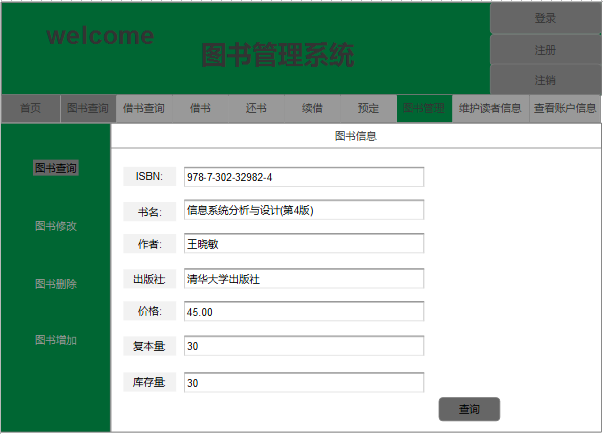 welcome
图书管理系统
登录
注册
注销
首页 图书查询 借书查询 借书 还书 续借 预定 图书管理 维护读者信息 查看账户信息
图书信息
图书查询
图书修改
图书删除
图书增加
ISBN: 978-7-302-32982-4
书名: 信息系统分析与设计(第4版)
作者: 王晓敏
出版社: 清华大学出版社
价格: 45.00
复本量: 30
库存量: 30
查询